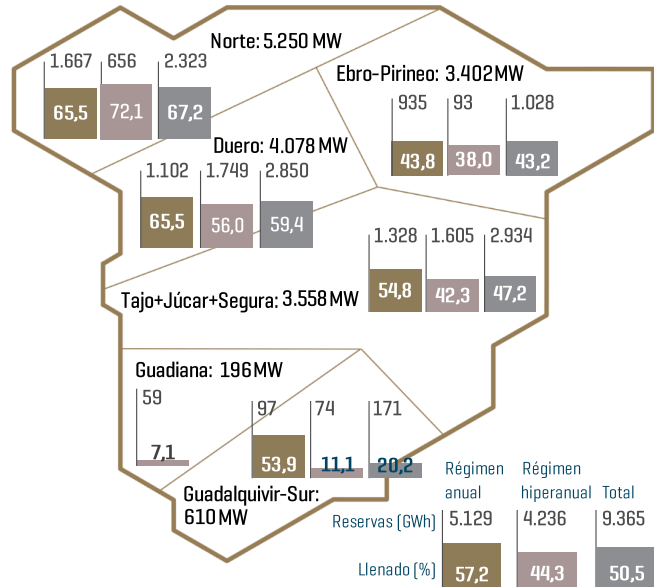 Norte: 5.250 MW
1.667 656 2.323
65,5 72,1 67,2
Ebro-Pirineo: 3.402 MW
935 93 1.028
43,8 38,0 43,2
Duero: 4.078 MW
1.102 1.749 2.850
65,5 56,0 59,4
1.328 1.605 2.934
54,8 42,3 47,2
Tajo+Júcar+Segura: 3.558 MW
Guadiana: 196 MW
59
7,1
97 74 171
53,9 11,1 20,2
Guadalquivir-Sur:
610 MW
Régimen Régimen
anual hiperanual Total
Reservas (GWh) 5.129 4.236 9.365
Llenado (%) 57,2 44,3 50,5